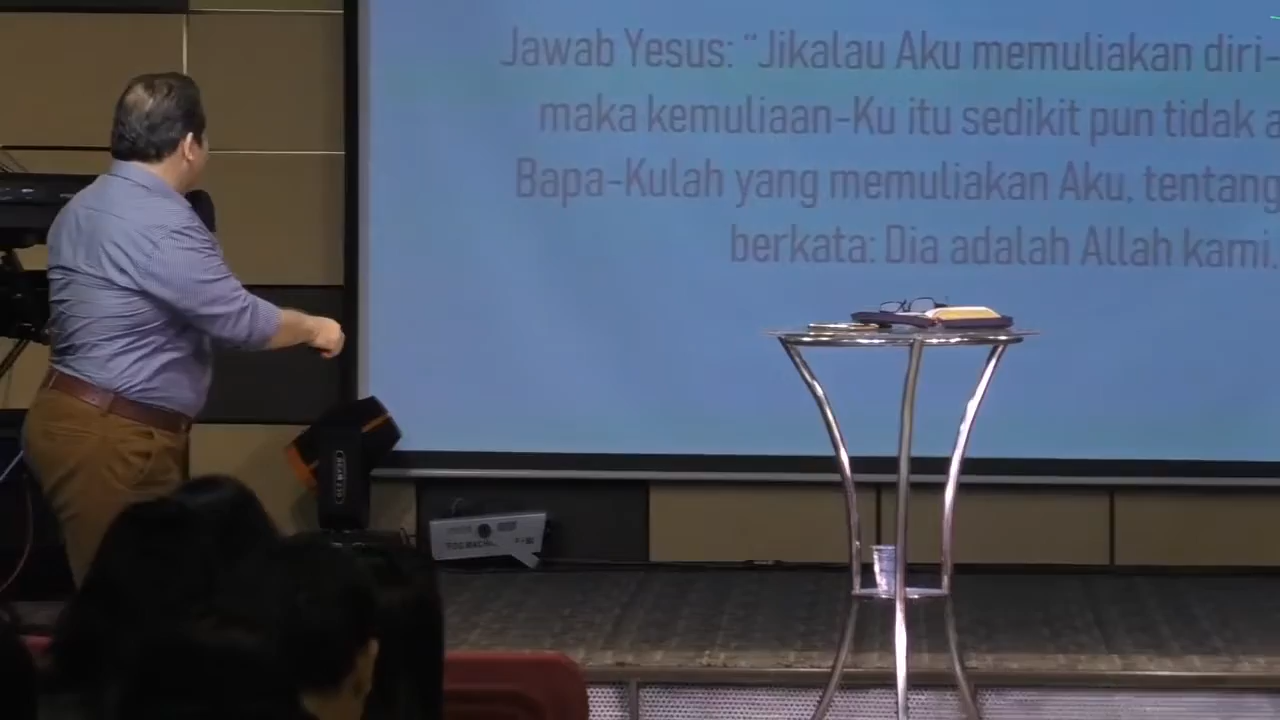 Jawab Yesus: “Jikalau Aku memuliakan diri-
maka kemuliaan-Ku itu sedikit pun tidak a
Bapa-Kulah yang memuliakan Aku, tentang
berkata: Dia adalah Allah kami,